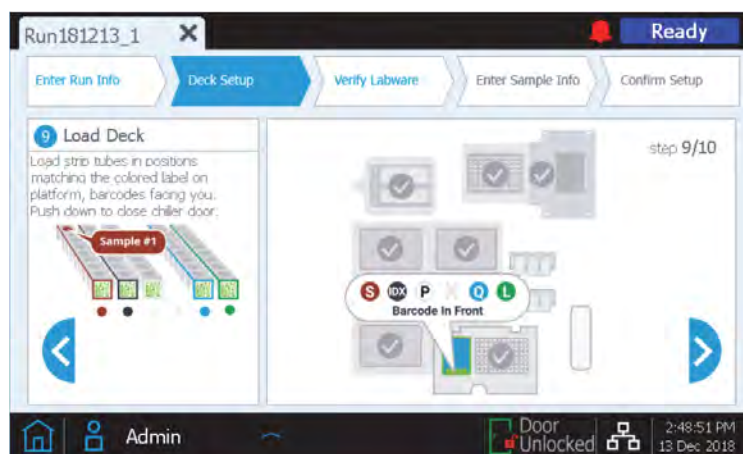 Run181213_1
Ready
Enter Run Info
Deck Setup
Verify Labware
Enter Sample Info
Confirm Setup
9 Load Deck
Load strip tubes in positions
matching the colored label on
platform, barcodes facing you.
Push down to close chiller door.
Sample #1
step 9/10
S IDX P X Q L
Barcode In Front
Admin
Door
Unlocked
2:48:51 PM
13 Dec 2018